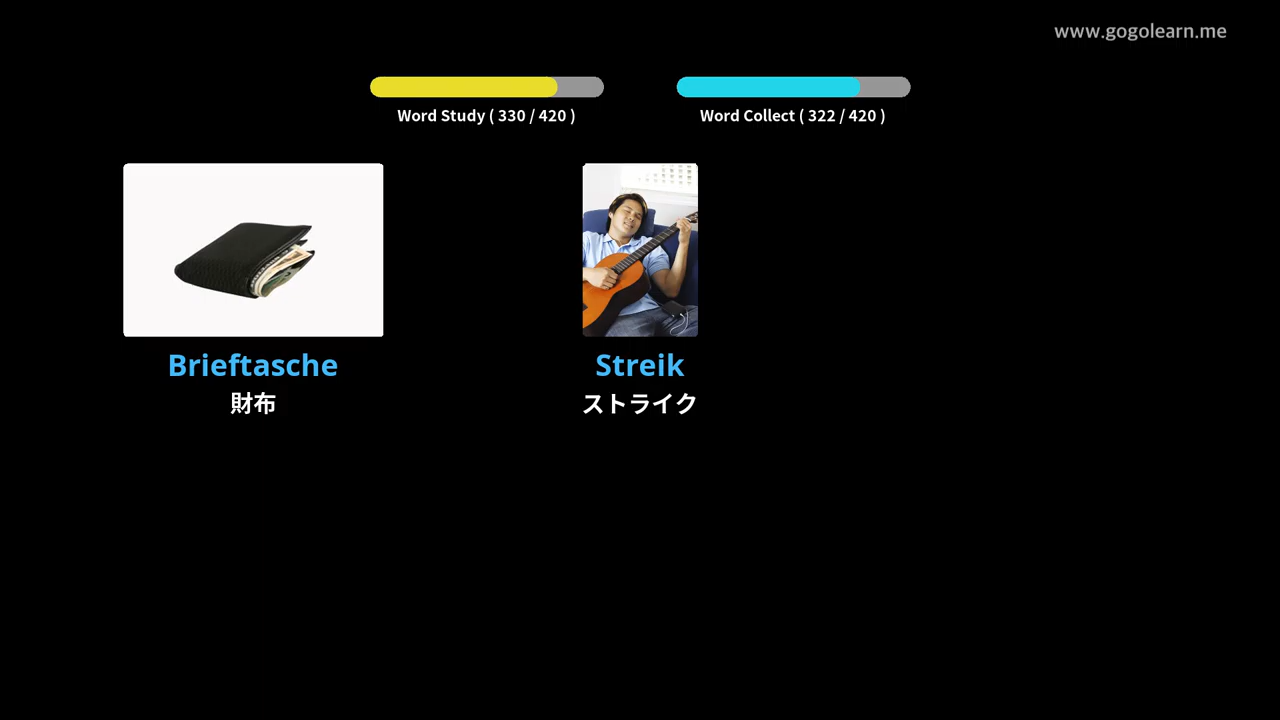 www.gogolearn.me
Word Study ( 330 / 420 )
Word Collect ( 322 / 420 )
Brieftasche
財布
Streik
ストライク